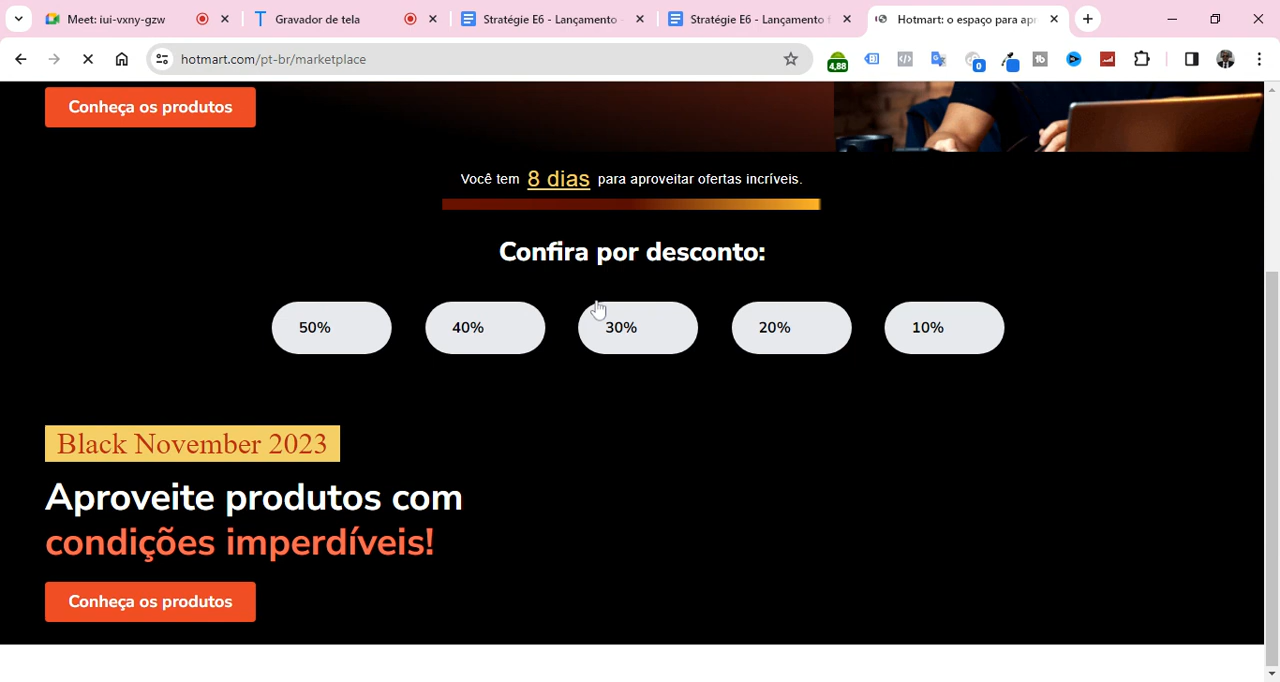 Meet: iui-vxny-gzw
Gravador de tela
Stratégie E6 - Lançamento
Stratégie E6 - Lançamento f
Hotmart: o espaço para apr
hotmart.com/pt-br/marketplace
4,88
0
Conheça os produtos
Você tem 8 dias para aproveitar ofertas incríveis.
Confira por desconto:
50% 40% 30% 20% 10%
Black November 2023
Aproveite produtos com
condições imperdíveis!
Conheça os produtos